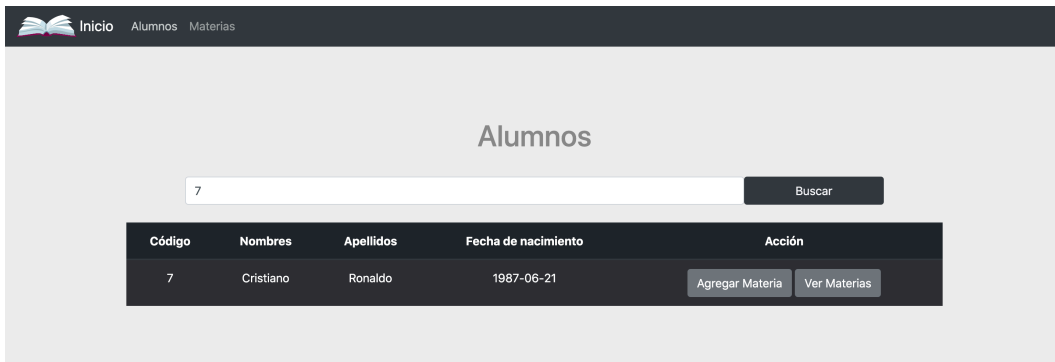 Inicio Alumnos Materias
Alumnos
7 Buscar
Código Nombres Apellidos Fecha de nacimiento Acción
7 Cristiano Ronaldo 1987-06-21 Agregar Materia Ver Materias